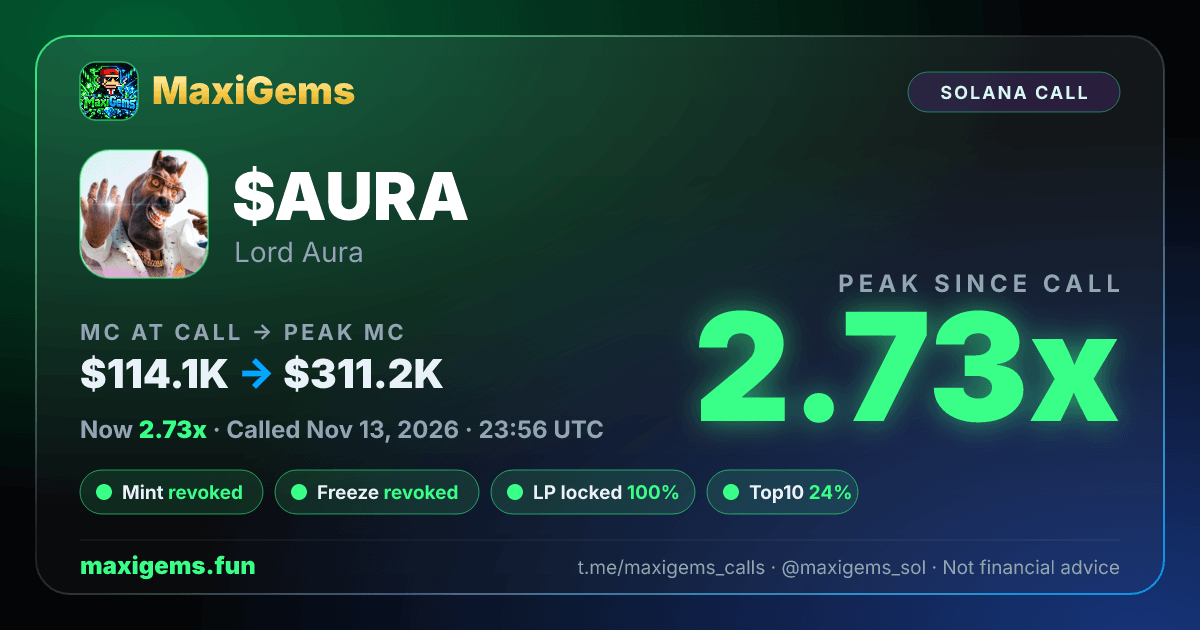 MaxiGems
MaxiGems
SOLANA CALL
$AURA
Lord Aura
PEAK SINCE CALL
2.73x
MC AT CALL → PEAK MC
$114.1K → $311.2K
Now 2.73x · Called Nov 13, 2026 · 23:56 UTC
Mint revoked
Freeze revoked
LP locked 100%
Top10 24%
maxigems.fun
t.me/maxigems_calls · @maxigems_sol · Not financial advice